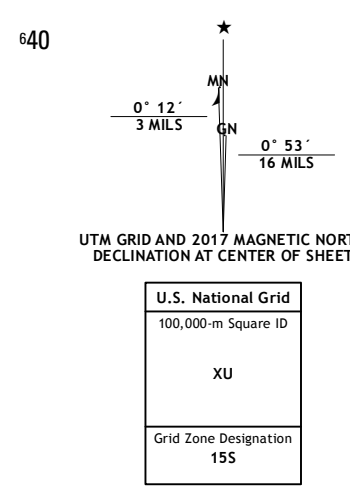 ⁶40
★
MN
0° 12´
3 MILS
GN
0° 53´
16 MILS
UTM GRID AND 2017 MAGNETIC NORT
DECLINATION AT CENTER OF SHEET
U.S. National Grid
100,000-m Square ID
XU
Grid Zone Designation
15S